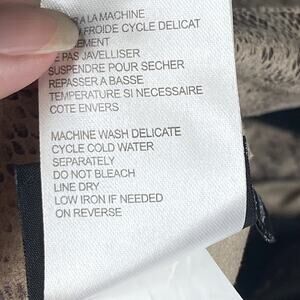 A LA MACHINE
FROIDE CYCLE DELICAT
PAS JAVELLISER
SUSPENDRE POUR SECHER
REPASSER A BASSE
TEMPERATURE SI NECESSAIRE
COTE ENVERS
MACHINE WASH DELICATE
CYCLE COLD WATER
SEPARATELY
DO NOT BLEACH
LINE DRY
LOW IRON IF NEEDED
ON REVERSE